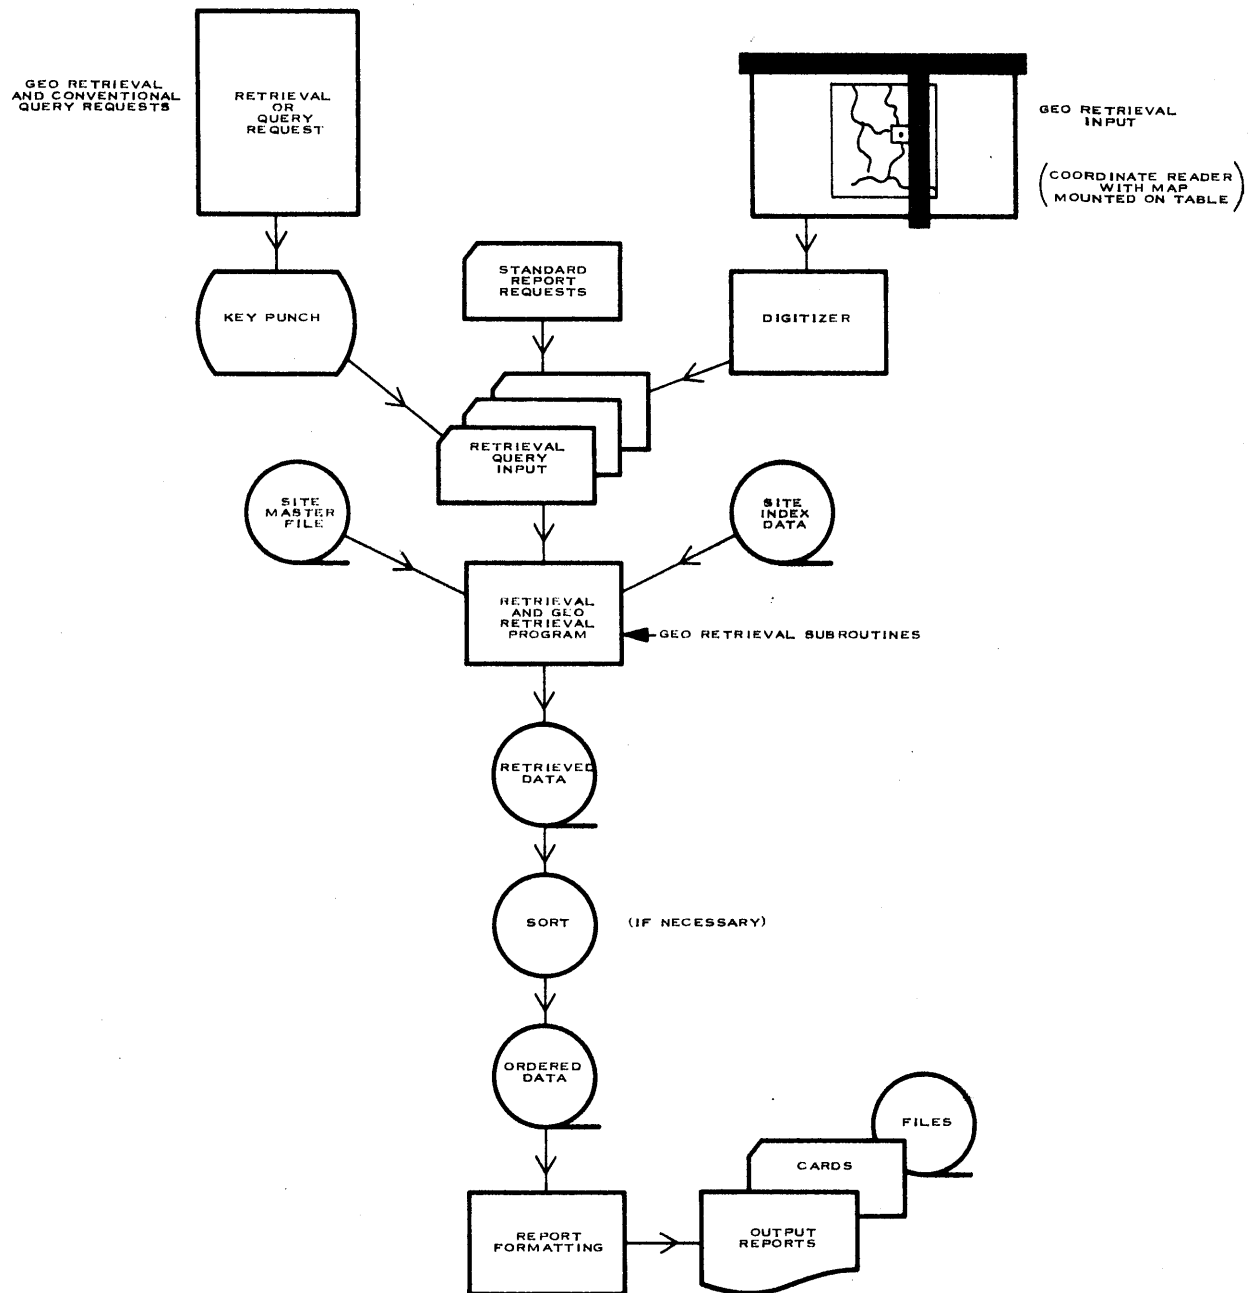 GEO RETRIEVAL
AND CONVENTIONAL
QUERY REQUESTS
RETRIEVAL
OR
QUERY
REQUEST
GEO RETRIEVAL
INPUT
(COORDINATE READER
WITH MAP
MOUNTED ON TABLE)
KEY PUNCH
STANDARD
REPORT
REQUESTS
DIGITIZER
RETRIEVAL
QUERY
INPUT
SITE
MASTER
FILE
SITE
INDEX
DATA
RETRIEVAL
AND GEO
RETRIEVAL
PROGRAM
GEO RETRIEVAL SUBROUTINES
RETRIEVED
DATA
SORT
(IF NECESSARY)
ORDERED
DATA
FILES
CARDS
REPORT
FORMATTING
OUTPUT
REPORTS